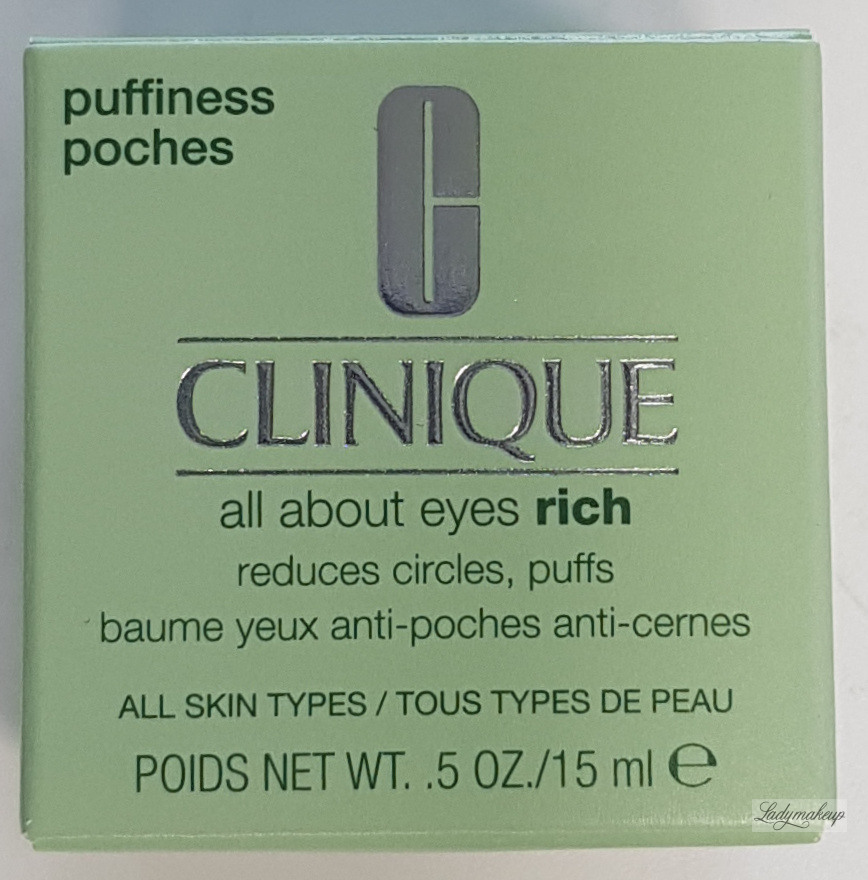 puffiness
poches
C
CLINIQUE
all about eyes rich
reduces circles, puffs
baume yeux anti-poches anti-cernes
ALL SKIN TYPES / TOUS TYPES DE PEAU
POIDS NET WT. .5 OZ./15 ml ℮
Ladymakeup